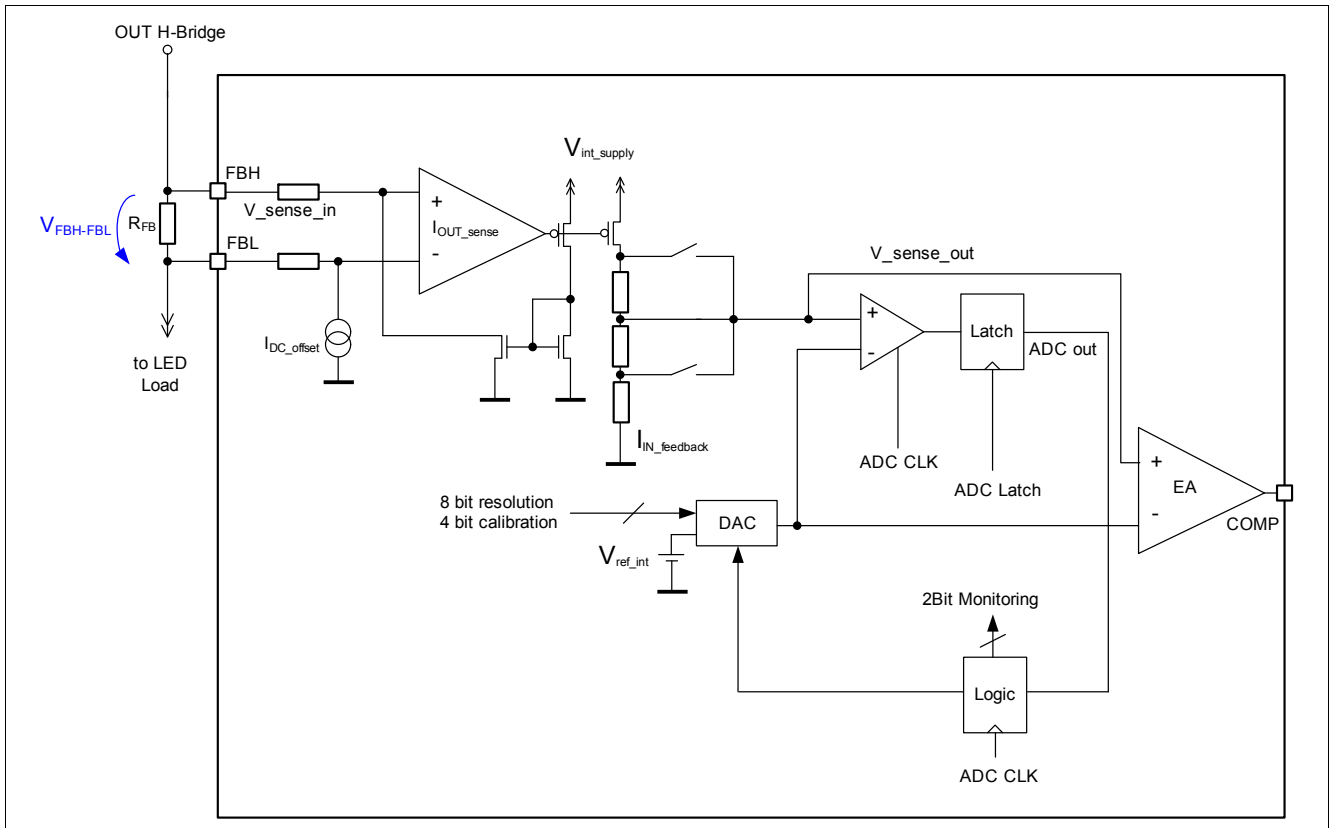 OUT H-Bridge
V_int_supply
FBH
V_sense_in
+
I_OUT_sense
-
V_FBH-FBL
R_FB
FBL
V_sense_out
I_DC_offset
to LED
Load
+
-
Latch
ADC out
I_IN_feedback
ADC CLK
ADC Latch
+
EA
-
COMP
8 bit resolution
4 bit calibration
DAC
V_ref_int
2Bit Monitoring
Logic
ADC CLK